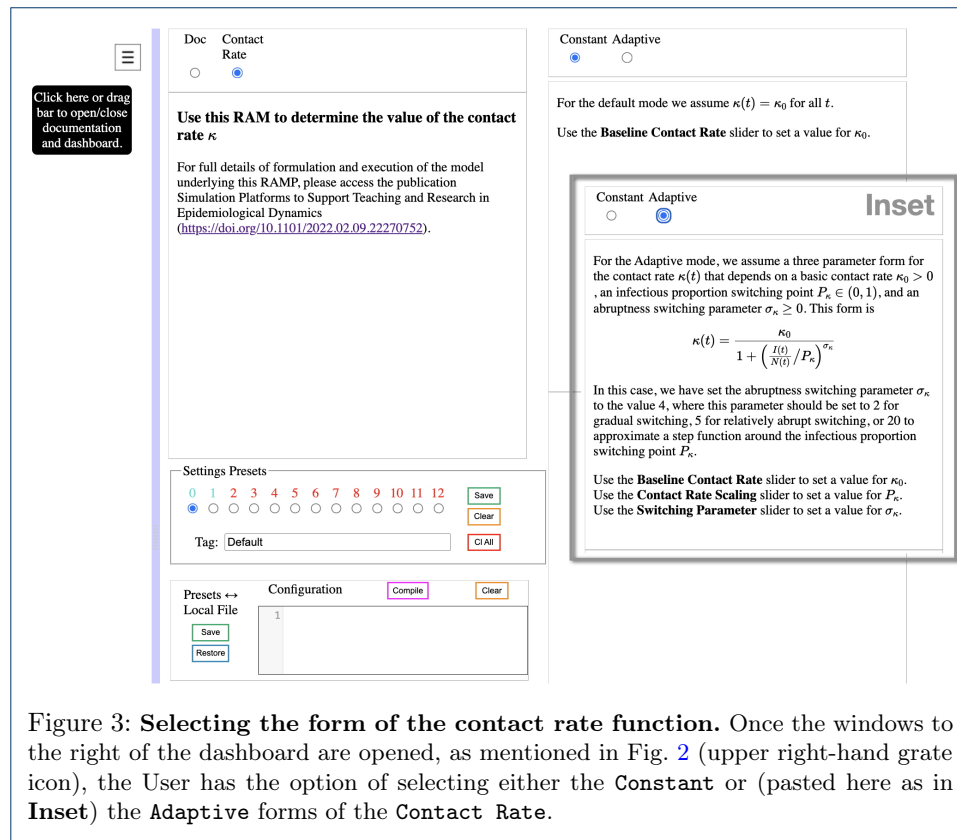 Doc Contact Rate
Click here or drag
bar to open/close
documentation
and dashboard.
Use this RAM to determine the value of the contact
rate κ
For full details of formulation and execution of the model
underlying this RAMP, please access the publication
Simulation Platforms to Support Teaching and Research in
Epidemiological Dynamics
(https://doi.org/10.1101/2022.02.09.22270752).
Settings Presets
0 1 2 3 4 5 6 7 8 9 10 11 12
Save
Clear
Tag: Default
Cl All
Presets ↔
Local File
Save
Restore
Configuration
Compile
Clear
1
Constant Adaptive
For the default mode we assume κ(t) = κ₀ for all t.
Use the Baseline Contact Rate slider to set a value for κ₀.
Constant Adaptive
Inset
For the Adaptive mode, we assume a three parameter form for
the contact rate κ(t) that depends on a basic contact rate κ₀ > 0
, an infectious proportion switching point P_κ ∈ (0, 1), and an
abruptness switching parameter σ_κ ≥ 0. This form is
κ(t) = κ₀ / (1 + (I(t)/N(t) /P_κ)^σ_κ)
In this case, we have set the abruptness switching parameter σ_κ
to the value 4, where this parameter should be set to 2 for
gradual switching, 5 for relatively abrupt switching, or 20 to
approximate a step function around the infectious proportion
switching point P_κ.
Use the Baseline Contact Rate slider to set a value for κ₀.
Use the Contact Rate Scaling slider to set a value for P_κ.
Use the Switching Parameter slider to set a value for σ_κ.
Figure 3: Selecting the form of the contact rate function. Once the windows to
the right of the dashboard are opened, as mentioned in Fig. 2 (upper right-hand grate
icon), the User has the option of selecting either the Constant or (pasted here as in
Inset) the Adaptive forms of the Contact Rate.